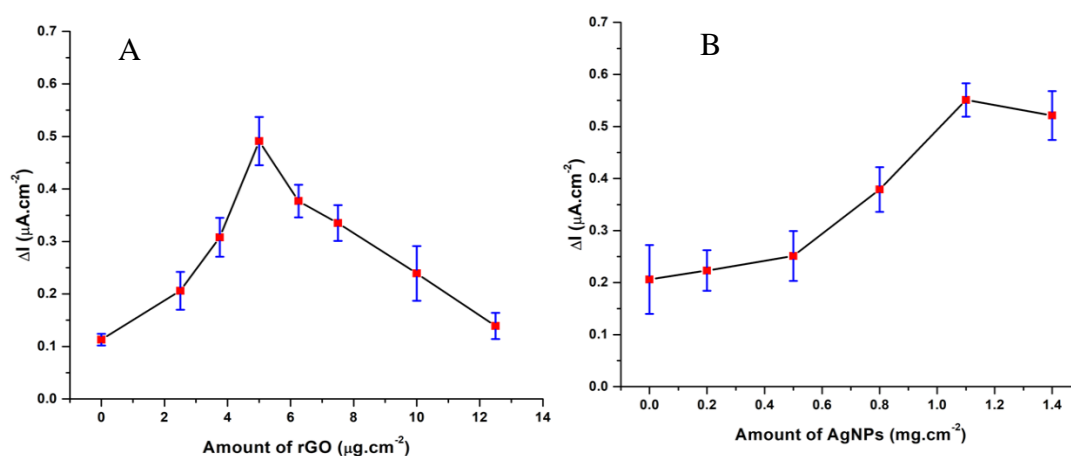 A
0.7
0.6
0.5
0.4
0.3
0.2
0.1
0.0
ΔI (μA.cm⁻²)
0 2 4 6 8 10 12 14
Amount of rGO (μg.cm⁻²)
B
0.7
0.6
0.5
0.4
0.3
0.2
0.1
0.0
ΔI (μA.cm⁻²)
0.0 0.2 0.4 0.6 0.8 1.0 1.2 1.4
Amount of AgNPs (mg.cm⁻²)